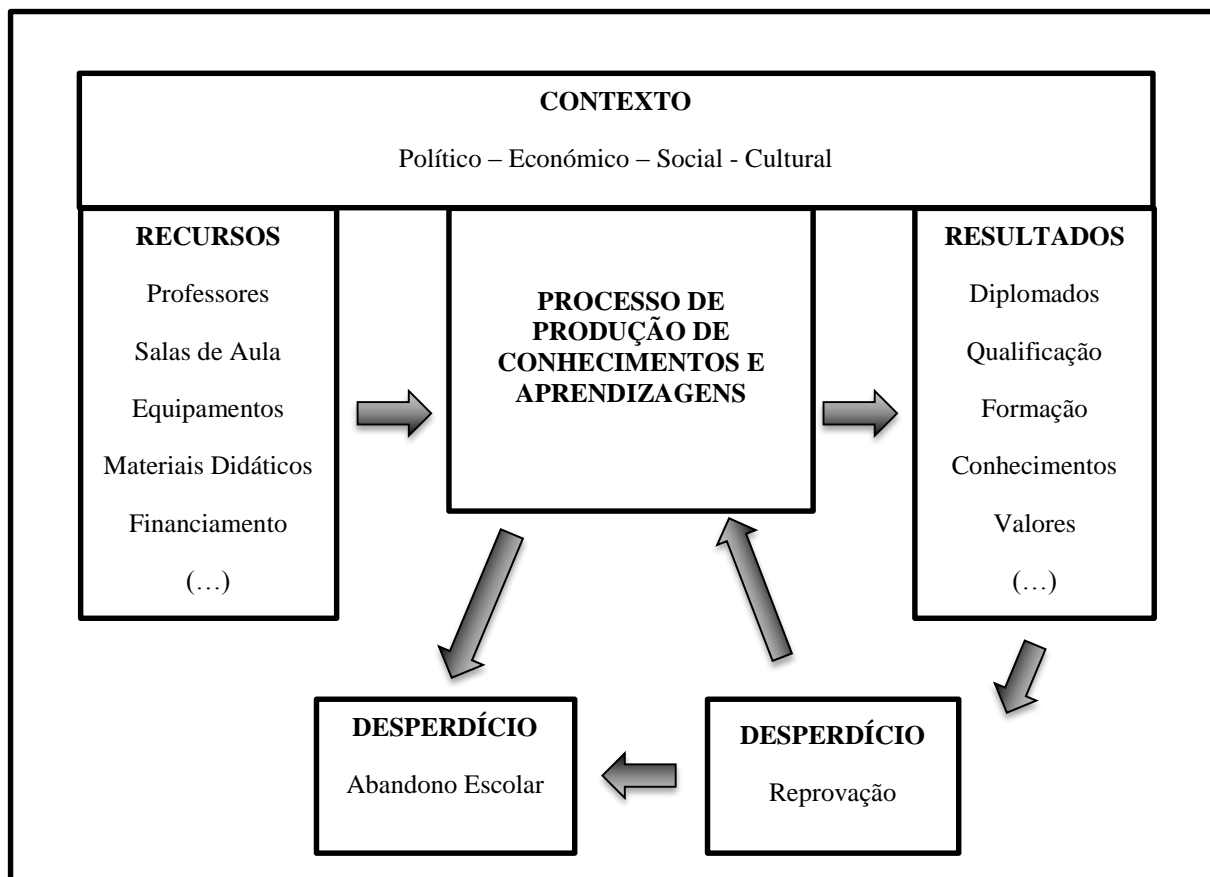 CONTEXTO
Político – Económico – Social - Cultural
RECURSOS
Professores
Salas de Aula
Equipamentos
Materiais Didáticos
Financiamento
(…)
PROCESSO DE
PRODUÇÃO DE
CONHECIMENTOS E
APRENDIZAGENS
RESULTADOS
Diplomados
Qualificação
Formação
Conhecimentos
Valores
(…)
DESPERDÍCIO
Abandono Escolar
DESPERDÍCIO
Reprovação